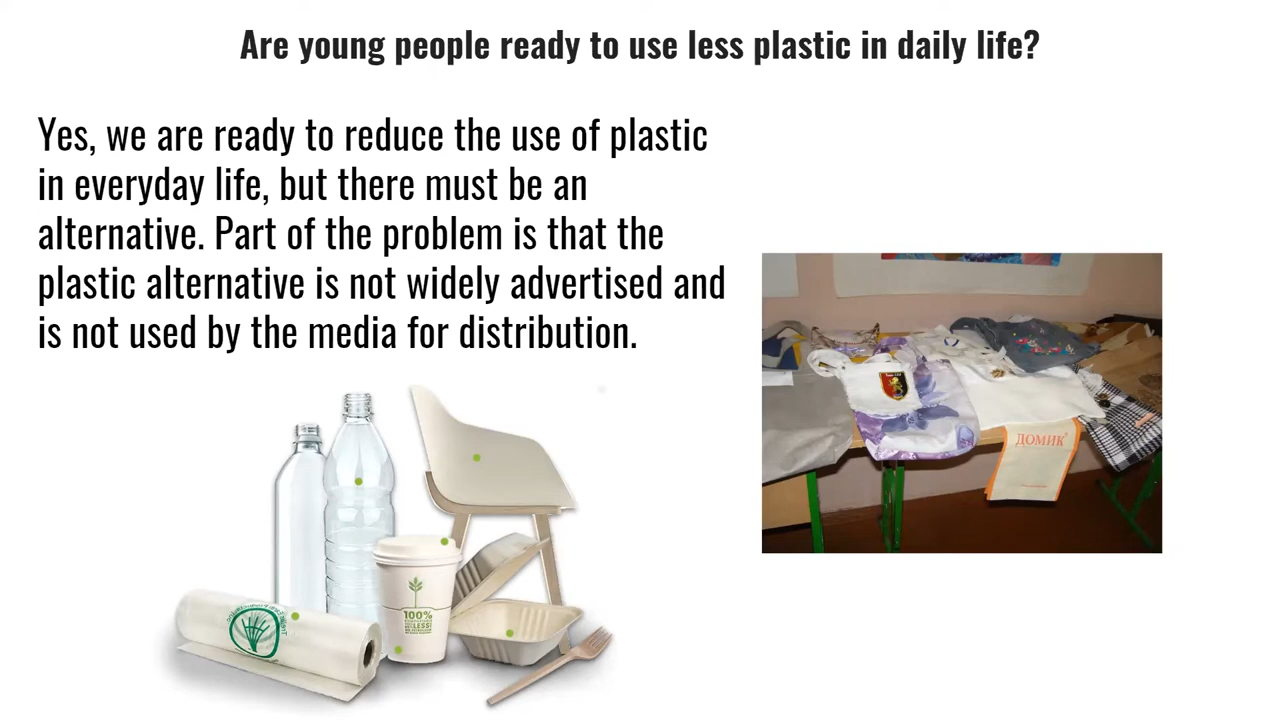 Are young people ready to use less plastic in daily life?
Yes, we are ready to reduce the use of plastic
in everyday life, but there must be an
alternative. Part of the problem is that the
plastic alternative is not widely advertised and
is not used by the media for distribution.
ДОМИК
100%
LESS!